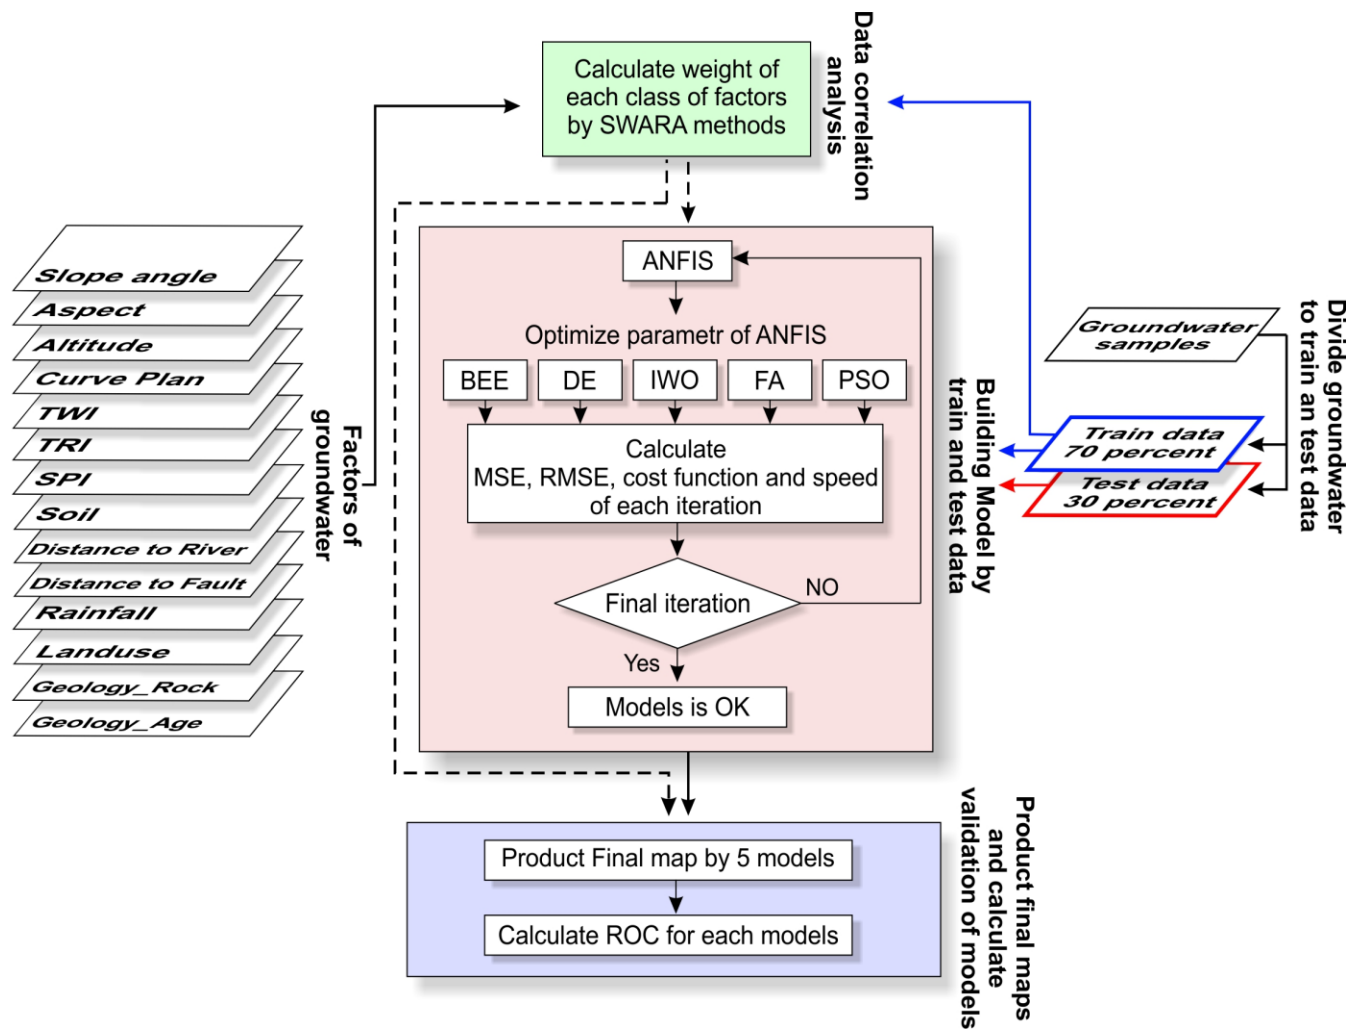 Calculate weight of
each class of factors
by SWARA methods
Data correlation
analysis
Slope angle
Aspect
Altitude
Curve Plan
TWI
TRI
SPI
Soil
Distance to River
Distance to Fault
Rainfall
Landuse
Geology_Rock
Geology_Age
Factors of
groundwater
ANFIS
Optimize parametr of ANFIS
BEE
DE
IWO
FA
PSO
Calculate
MSE, RMSE, cost function and speed
of each iteration
Final iteration
NO
Yes
Models is OK
Building Model by
train and test data
Groundwater
samples
Train data
70 percent
Test data
30 percent
Divide groundwater
to train an test data
Product Final map by 5 models
Calculate ROC for each models
Product final maps
and calculate
validation of models